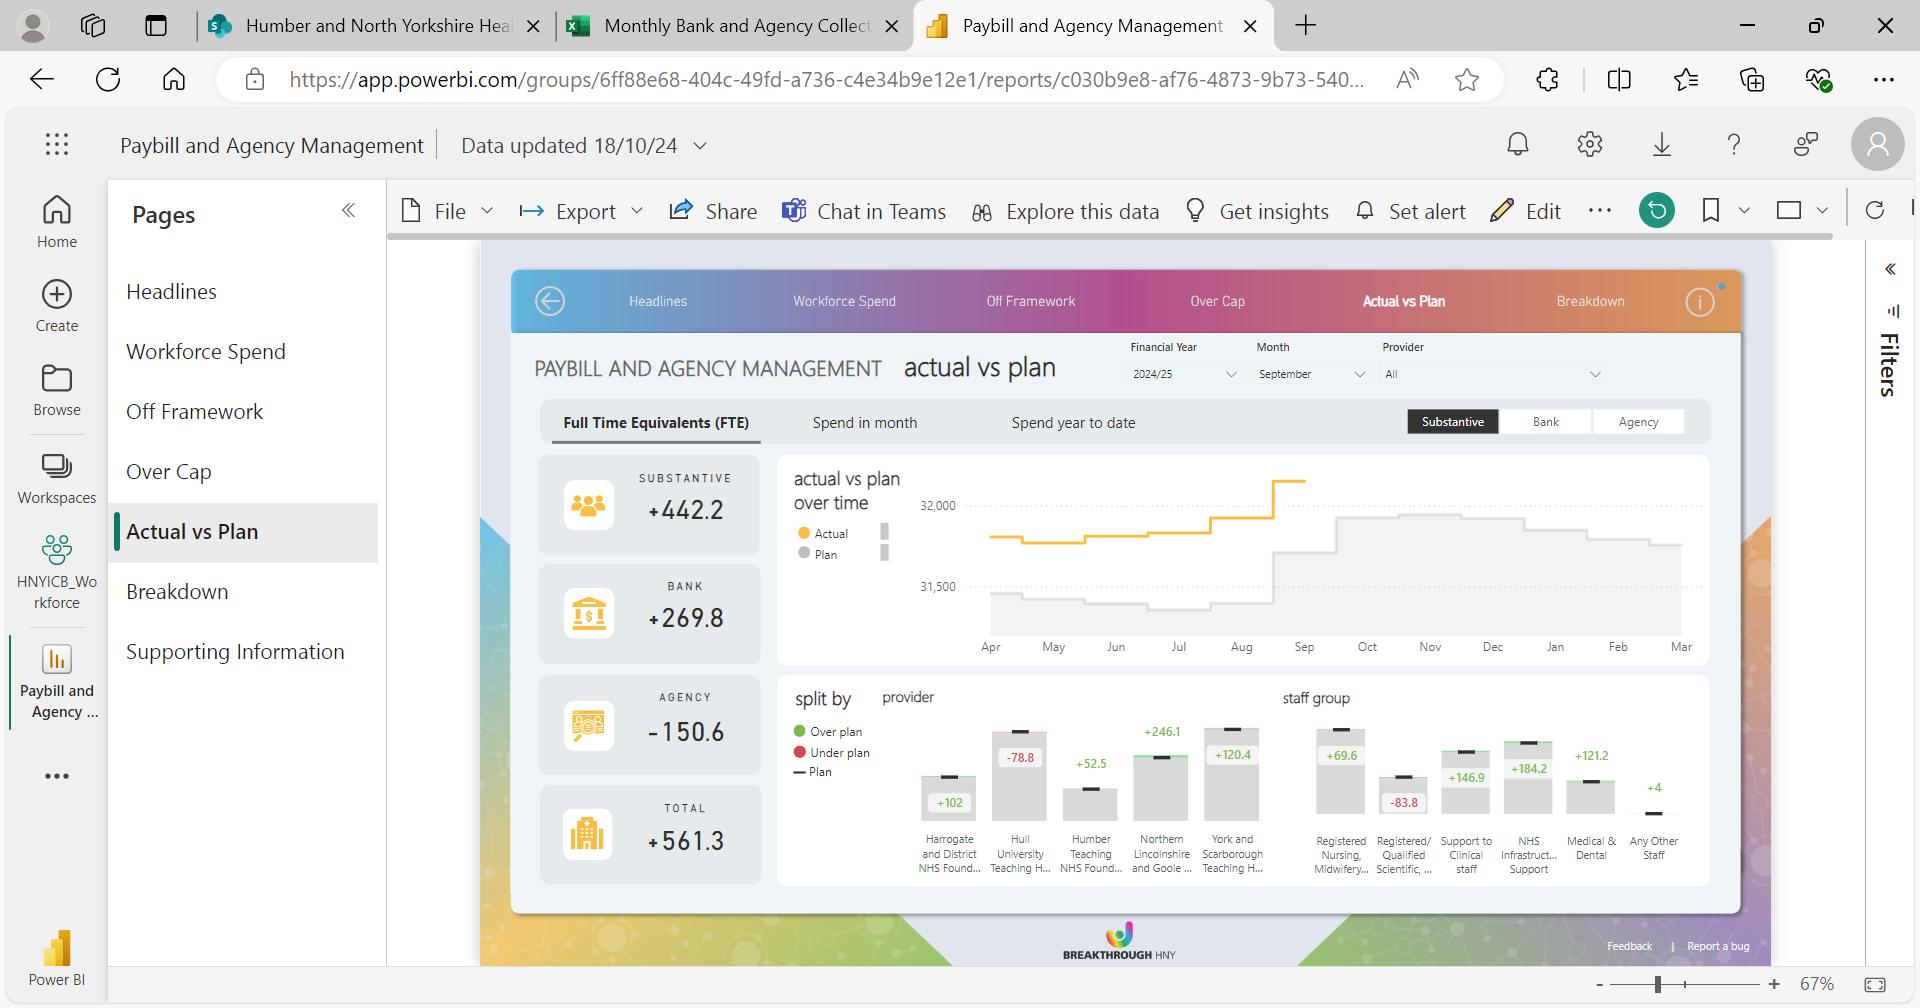 Humber and North Yorkshire Heal
Monthly Bank and Agency Collect
Paybill and Agency Management
https://app.powerbi.com/groups/6ff88e68-404c-49fd-a736-c4e34b9e12e1/reports/c030b9e8-af76-4873-9b73-540...
Paybill and Agency Management
Data updated 18/10/24
Home
Create
Browse
Workspaces
HNYICB_Wo
rkforce
Paybill and
Agency ...
Power BI
Pages
Headlines
Workforce Spend
Off Framework
Over Cap
Actual vs Plan
Breakdown
Supporting Information
File
Export
Share
Chat in Teams
Explore this data
Get insights
Set alert
Edit
Headlines
Workforce Spend
Off Framework
Over Cap
Actual vs Plan
Breakdown
PAYBILL AND AGENCY MANAGEMENT actual vs plan
Financial Year
2024/25
Month
September
Provider
All
Full Time Equivalents (FTE)
Spend in month
Spend year to date
Substantive
Bank
Agency
SUBSTANTIVE
+442.2
BANK
+269.8
AGENCY
-150.6
TOTAL
+561.3
actual vs plan
over time
Actual
Plan
32,000
31,500
Apr May Jun Jul Aug Sep Oct Nov Dec Jan Feb Mar
split by
Over plan
Under plan
Plan
provider
+102
-78.8
+52.5
+246.1
+120.4
Harrogate
and District
NHS Found...
Hull
University
Teaching H...
Humber
Teaching
NHS Found...
Northern
Lincolnshire
and Goole ...
York and
Scarborough
Teaching H...
staff group
+69.6
-83.8
+146.9
+184.2
+121.2
+4
Registered
Nursing,
Midwifery...
Registered/
Qualified
Scientific, ...
Support to
Clinical
staff
NHS
Infrastruct...
Support
Medical &
Dental
Any Other
Staff
BREAKTHROUGH HNY
Feedback | Report a bug
Filters
- + 67%